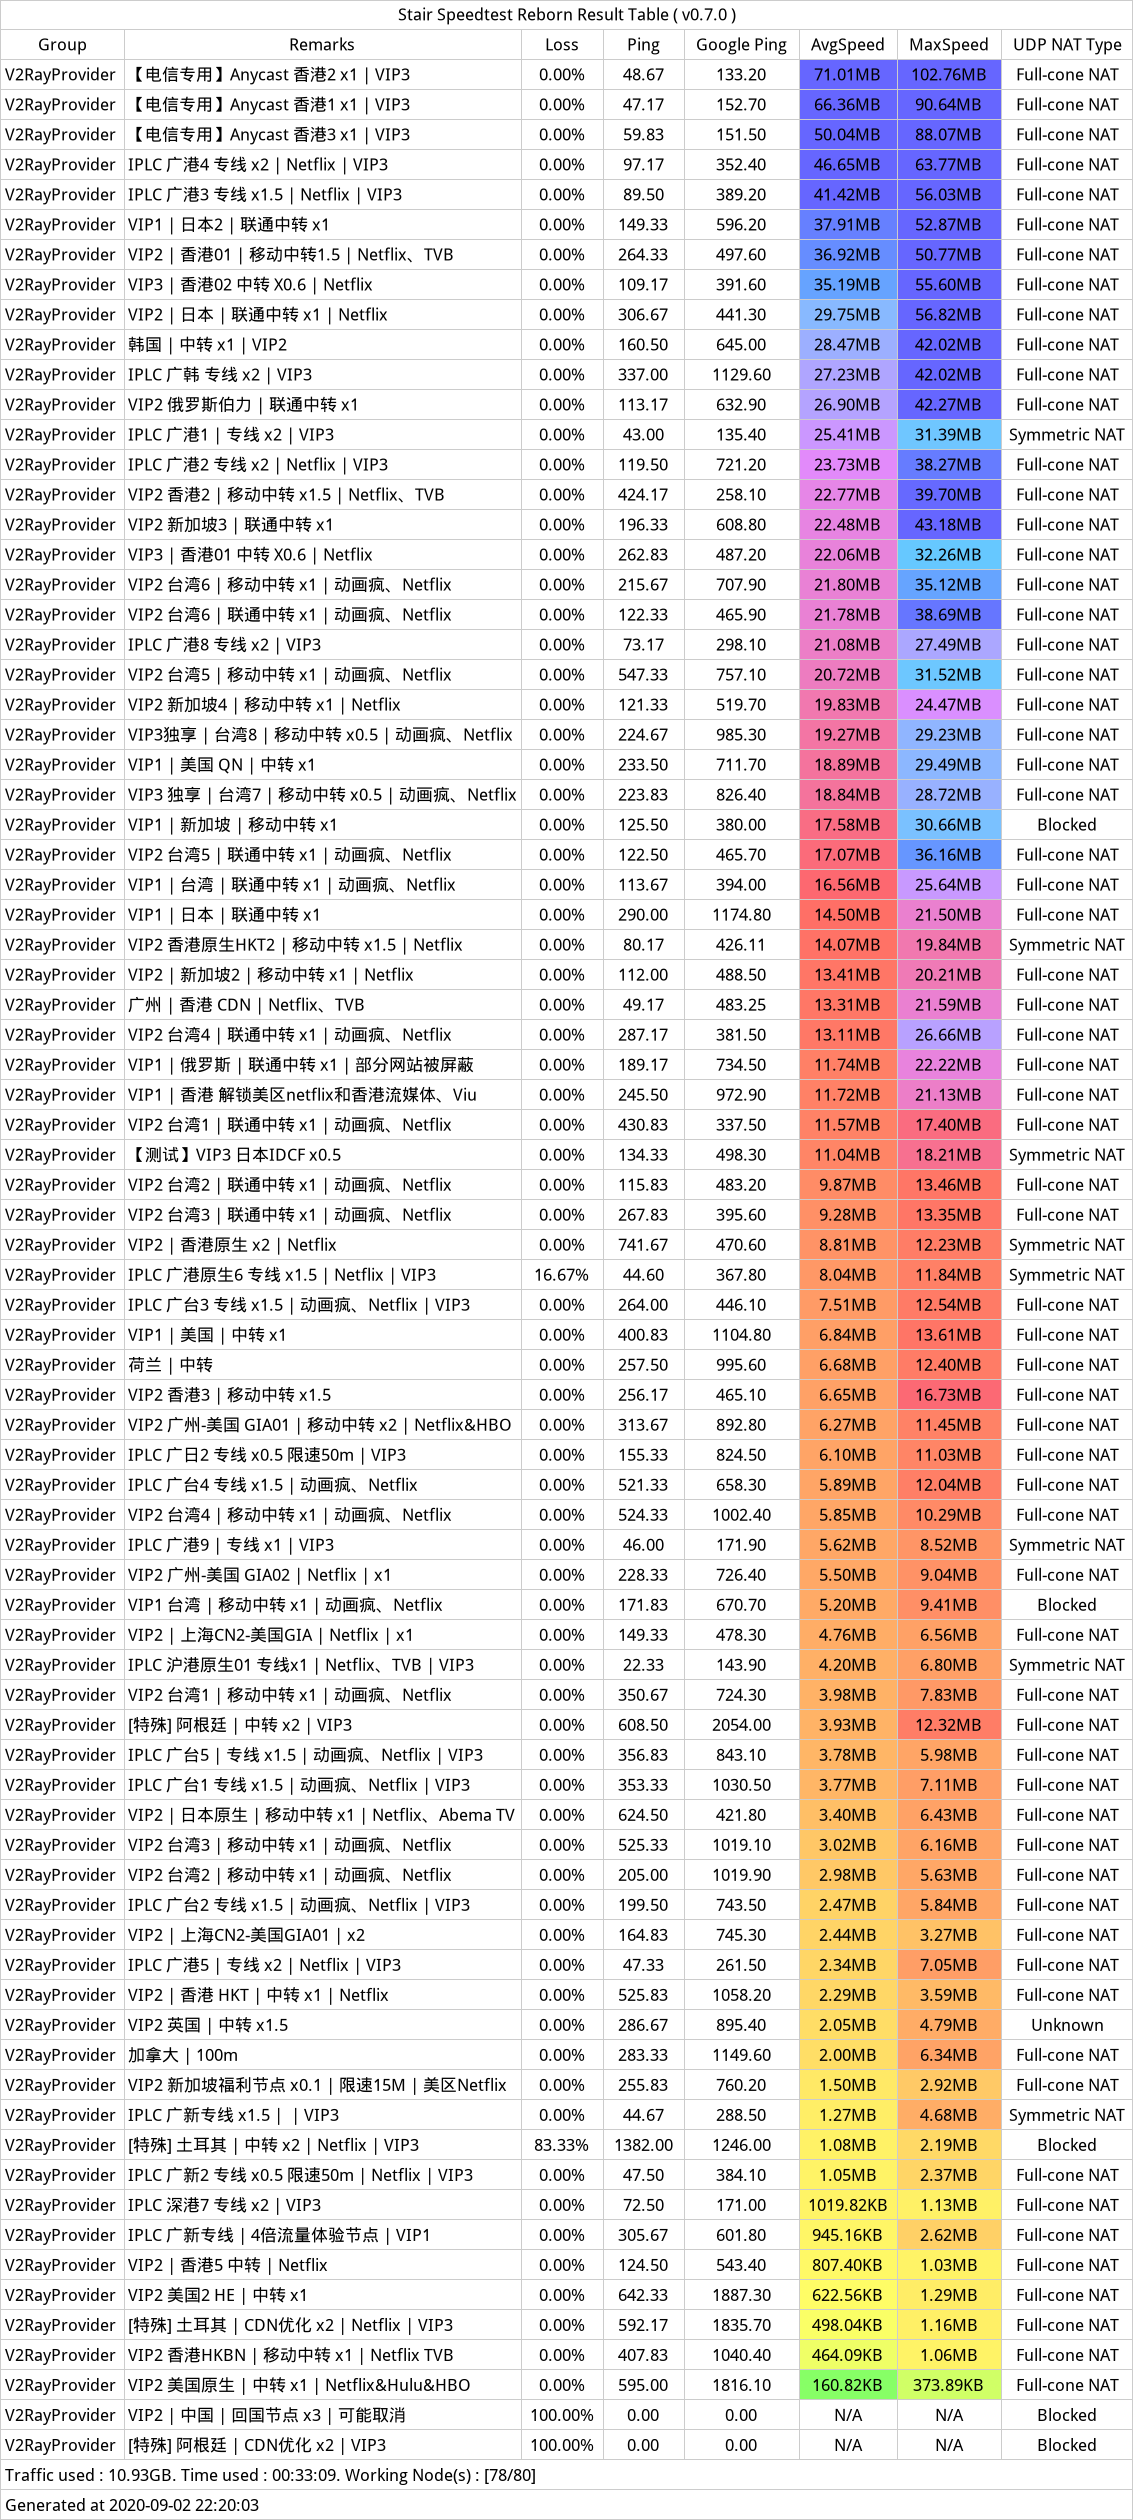 Stair Speedtest Reborn Result Table ( v0.7.0 )
Group Remarks Loss Ping Google Ping AvgSpeed MaxSpeed UDP NAT Type
V2RayProvider 【电信专用】Anycast 香港2 x1 | VIP3 0.00% 48.67 133.20 71.01MB 102.76MB Full-cone NAT
V2RayProvider 【电信专用】Anycast 香港1 x1 | VIP3 0.00% 47.17 152.70 66.36MB 90.64MB Full-cone NAT
V2RayProvider 【电信专用】Anycast 香港3 x1 | VIP3 0.00% 59.83 151.50 50.04MB 88.07MB Full-cone NAT
V2RayProvider IPLC 广港4 专线 x2 | Netflix | VIP3 0.00% 97.17 352.40 46.65MB 63.77MB Full-cone NAT
V2RayProvider IPLC 广港3 专线 x1.5 | Netflix | VIP3 0.00% 89.50 389.20 41.42MB 56.03MB Full-cone NAT
V2RayProvider VIP1 | 日本2 | 联通中转 x1 0.00% 149.33 596.20 37.91MB 52.87MB Full-cone NAT
V2RayProvider VIP2 | 香港01 | 移动中转1.5 | Netflix、TVB 0.00% 264.33 497.60 36.92MB 50.77MB Full-cone NAT
V2RayProvider VIP3 | 香港02 中转 X0.6 | Netflix 0.00% 109.17 391.60 35.19MB 55.60MB Full-cone NAT
V2RayProvider VIP2 | 日本 | 联通中转 x1 | Netflix 0.00% 306.67 441.30 29.75MB 56.82MB Full-cone NAT
V2RayProvider 韩国 | 中转 x1 | VIP2 0.00% 160.50 645.00 28.47MB 42.02MB Full-cone NAT
V2RayProvider IPLC 广韩 专线 x2 | VIP3 0.00% 337.00 1129.60 27.23MB 42.02MB Full-cone NAT
V2RayProvider VIP2 俄罗斯伯力 | 联通中转 x1 0.00% 113.17 632.90 26.90MB 42.27MB Full-cone NAT
V2RayProvider IPLC 广港1 | 专线 x2 | VIP3 0.00% 43.00 135.40 25.41MB 31.39MB Symmetric NAT
V2RayProvider IPLC 广港2 专线 x2 | Netflix | VIP3 0.00% 119.50 721.20 23.73MB 38.27MB Full-cone NAT
V2RayProvider VIP2 香港2 | 移动中转 x1.5 | Netflix、TVB 0.00% 424.17 258.10 22.77MB 39.70MB Full-cone NAT
V2RayProvider VIP2 新加坡3 | 联通中转 x1 0.00% 196.33 608.80 22.48MB 43.18MB Full-cone NAT
V2RayProvider VIP3 | 香港01 中转 X0.6 | Netflix 0.00% 262.83 487.20 22.06MB 32.26MB Full-cone NAT
V2RayProvider VIP2 台湾6 | 移动中转 x1 | 动画疯、Netflix 0.00% 215.67 707.90 21.80MB 35.12MB Full-cone NAT
V2RayProvider VIP2 台湾6 | 联通中转 x1 | 动画疯、Netflix 0.00% 122.33 465.90 21.78MB 38.69MB Full-cone NAT
V2RayProvider IPLC 广港8 专线 x2 | VIP3 0.00% 73.17 298.10 21.08MB 27.49MB Full-cone NAT
V2RayProvider VIP2 台湾5 | 移动中转 x1 | 动画疯、Netflix 0.00% 547.33 757.10 20.72MB 31.52MB Full-cone NAT
V2RayProvider VIP2 新加坡4 | 移动中转 x1 | Netflix 0.00% 121.33 519.70 19.83MB 24.47MB Full-cone NAT
V2RayProvider VIP3独享 | 台湾8 | 移动中转 x0.5 | 动画疯、Netflix 0.00% 224.67 985.30 19.27MB 29.23MB Full-cone NAT
V2RayProvider VIP1 | 美国 QN | 中转 x1 0.00% 233.50 711.70 18.89MB 29.49MB Full-cone NAT
V2RayProvider VIP3 独享 | 台湾7 | 移动中转 x0.5 | 动画疯、Netflix 0.00% 223.83 826.40 18.84MB 28.72MB Full-cone NAT
V2RayProvider VIP1 | 新加坡 | 移动中转 x1 0.00% 125.50 380.00 17.58MB 30.66MB Blocked
V2RayProvider VIP2 台湾5 | 联通中转 x1 | 动画疯、Netflix 0.00% 122.50 465.70 17.07MB 36.16MB Full-cone NAT
V2RayProvider VIP1 | 台湾 | 联通中转 x1 | 动画疯、Netflix 0.00% 113.67 394.00 16.56MB 25.64MB Full-cone NAT
V2RayProvider VIP1 | 日本 | 联通中转 x1 0.00% 290.00 1174.80 14.50MB 21.50MB Full-cone NAT
V2RayProvider VIP2 香港原生HKT2 | 移动中转 x1.5 | Netflix 0.00% 80.17 426.11 14.07MB 19.84MB Symmetric NAT
V2RayProvider VIP2 | 新加坡2 | 移动中转 x1 | Netflix 0.00% 112.00 488.50 13.41MB 20.21MB Full-cone NAT
V2RayProvider 广州 | 香港 CDN | Netflix、TVB 0.00% 49.17 483.25 13.31MB 21.59MB Full-cone NAT
V2RayProvider VIP2 台湾4 | 联通中转 x1 | 动画疯、Netflix 0.00% 287.17 381.50 13.11MB 26.66MB Full-cone NAT
V2RayProvider VIP1 | 俄罗斯 | 联通中转 x1 | 部分网站被屏蔽 0.00% 189.17 734.50 11.74MB 22.22MB Full-cone NAT
V2RayProvider VIP1 | 香港 解锁美区netflix和香港流媒体、Viu 0.00% 245.50 972.90 11.72MB 21.13MB Full-cone NAT
V2RayProvider VIP2 台湾1 | 联通中转 x1 | 动画疯、Netflix 0.00% 430.83 337.50 11.57MB 17.40MB Full-cone NAT
V2RayProvider 【测试】VIP3 日本IDCF x0.5 0.00% 134.33 498.30 11.04MB 18.21MB Symmetric NAT
V2RayProvider VIP2 台湾2 | 联通中转 x1 | 动画疯、Netflix 0.00% 115.83 483.20 9.87MB 13.46MB Full-cone NAT
V2RayProvider VIP2 台湾3 | 联通中转 x1 | 动画疯、Netflix 0.00% 267.83 395.60 9.28MB 13.35MB Full-cone NAT
V2RayProvider VIP2 | 香港原生 x2 | Netflix 0.00% 741.67 470.60 8.81MB 12.23MB Symmetric NAT
V2RayProvider IPLC 广港原生6 专线 x1.5 | Netflix | VIP3 16.67% 44.60 367.80 8.04MB 11.84MB Symmetric NAT
V2RayProvider IPLC 广台3 专线 x1.5 | 动画疯、Netflix | VIP3 0.00% 264.00 446.10 7.51MB 12.54MB Full-cone NAT
V2RayProvider VIP1 | 美国 | 中转 x1 0.00% 400.83 1104.80 6.84MB 13.61MB Full-cone NAT
V2RayProvider 荷兰 | 中转 0.00% 257.50 995.60 6.68MB 12.40MB Full-cone NAT
V2RayProvider VIP2 香港3 | 移动中转 x1.5 0.00% 256.17 465.10 6.65MB 16.73MB Full-cone NAT
V2RayProvider VIP2 广州-美国 GIA01 | 移动中转 x2 | Netflix&HBO 0.00% 313.67 892.80 6.27MB 11.45MB Full-cone NAT
V2RayProvider IPLC 广日2 专线 x0.5 限速50m | VIP3 0.00% 155.33 824.50 6.10MB 11.03MB Full-cone NAT
V2RayProvider IPLC 广台4 专线 x1.5 | 动画疯、Netflix 0.00% 521.33 658.30 5.89MB 12.04MB Full-cone NAT
V2RayProvider VIP2 台湾4 | 移动中转 x1 | 动画疯、Netflix 0.00% 524.33 1002.40 5.85MB 10.29MB Full-cone NAT
V2RayProvider IPLC 广港9 | 专线 x1 | VIP3 0.00% 46.00 171.90 5.62MB 8.52MB Symmetric NAT
V2RayProvider VIP2 广州-美国 GIA02 | Netflix | x1 0.00% 228.33 726.40 5.50MB 9.04MB Full-cone NAT
V2RayProvider VIP1 台湾 | 移动中转 x1 | 动画疯、Netflix 0.00% 171.83 670.70 5.20MB 9.41MB Blocked
V2RayProvider VIP2 | 上海CN2-美国GIA | Netflix | x1 0.00% 149.33 478.30 4.76MB 6.56MB Full-cone NAT
V2RayProvider IPLC 沪港原生01 专线x1 | Netflix、TVB | VIP3 0.00% 22.33 143.90 4.20MB 6.80MB Symmetric NAT
V2RayProvider VIP2 台湾1 | 移动中转 x1 | 动画疯、Netflix 0.00% 350.67 724.30 3.98MB 7.83MB Full-cone NAT
V2RayProvider [特殊] 阿根廷 | 中转 x2 | VIP3 0.00% 608.50 2054.00 3.93MB 12.32MB Full-cone NAT
V2RayProvider IPLC 广台5 | 专线 x1.5 | 动画疯、Netflix | VIP3 0.00% 356.83 843.10 3.78MB 5.98MB Full-cone NAT
V2RayProvider IPLC 广台1 专线 x1.5 | 动画疯、Netflix | VIP3 0.00% 353.33 1030.50 3.77MB 7.11MB Full-cone NAT
V2RayProvider VIP2 | 日本原生 | 移动中转 x1 | Netflix、Abema TV 0.00% 624.50 421.80 3.40MB 6.43MB Full-cone NAT
V2RayProvider VIP2 台湾3 | 移动中转 x1 | 动画疯、Netflix 0.00% 525.33 1019.10 3.02MB 6.16MB Full-cone NAT
V2RayProvider VIP2 台湾2 | 移动中转 x1 | 动画疯、Netflix 0.00% 205.00 1019.90 2.98MB 5.63MB Full-cone NAT
V2RayProvider IPLC 广台2 专线 x1.5 | 动画疯、Netflix | VIP3 0.00% 199.50 743.50 2.47MB 5.84MB Full-cone NAT
V2RayProvider VIP2 | 上海CN2-美国GIA01 | x2 0.00% 164.83 745.30 2.44MB 3.27MB Full-cone NAT
V2RayProvider IPLC 广港5 | 专线 x2 | Netflix | VIP3 0.00% 47.33 261.50 2.34MB 7.05MB Full-cone NAT
V2RayProvider VIP2 | 香港 HKT | 中转 x1 | Netflix 0.00% 525.83 1058.20 2.29MB 3.59MB Full-cone NAT
V2RayProvider VIP2 英国 | 中转 x1.5 0.00% 286.67 895.40 2.05MB 4.79MB Unknown
V2RayProvider 加拿大 | 100m 0.00% 283.33 1149.60 2.00MB 6.34MB Full-cone NAT
V2RayProvider VIP2 新加坡福利节点 x0.1 | 限速15M | 美区Netflix 0.00% 255.83 760.20 1.50MB 2.92MB Full-cone NAT
V2RayProvider IPLC 广新专线 x1.5 | | VIP3 0.00% 44.67 288.50 1.27MB 4.68MB Symmetric NAT
V2RayProvider [特殊] 土耳其 | 中转 x2 | Netflix | VIP3 83.33% 1382.00 1246.00 1.08MB 2.19MB Blocked
V2RayProvider IPLC 广新2 专线 x0.5 限速50m | Netflix | VIP3 0.00% 47.50 384.10 1.05MB 2.37MB Full-cone NAT
V2RayProvider IPLC 深港7 专线 x2 | VIP3 0.00% 72.50 171.00 1019.82KB 1.13MB Full-cone NAT
V2RayProvider IPLC 广新专线 | 4倍流量体验节点 | VIP1 0.00% 305.67 601.80 945.16KB 2.62MB Full-cone NAT
V2RayProvider VIP2 | 香港5 中转 | Netflix 0.00% 124.50 543.40 807.40KB 1.03MB Full-cone NAT
V2RayProvider VIP2 美国2 HE | 中转 x1 0.00% 642.33 1887.30 622.56KB 1.29MB Full-cone NAT
V2RayProvider [特殊] 土耳其 | CDN优化 x2 | Netflix | VIP3 0.00% 592.17 1835.70 498.04KB 1.16MB Full-cone NAT
V2RayProvider VIP2 香港HKBN | 移动中转 x1 | Netflix TVB 0.00% 407.83 1040.40 464.09KB 1.06MB Full-cone NAT
V2RayProvider VIP2 美国原生 | 中转 x1 | Netflix&Hulu&HBO 0.00% 595.00 1816.10 160.82KB 373.89KB Full-cone NAT
V2RayProvider VIP2 | 中国 | 回国节点 x3 | 可能取消 100.00% 0.00 0.00 N/A N/A Blocked
V2RayProvider [特殊] 阿根廷 | CDN优化 x2 | VIP3 100.00% 0.00 0.00 N/A N/A Blocked
Traffic used : 10.93GB. Time used : 00:33:09. Working Node(s) : [78/80]
Generated at 2020-09-02 22:20:03